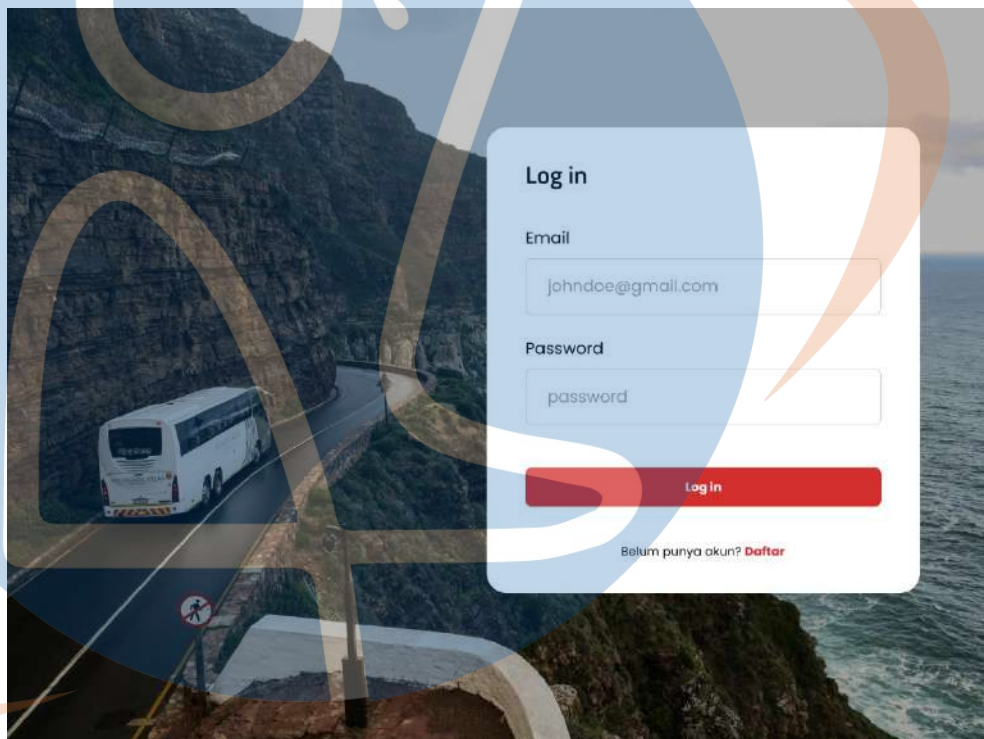 Log in
Email
johndoe@gmail.com
Password
password
Log in
Belum punya akun? Daftar